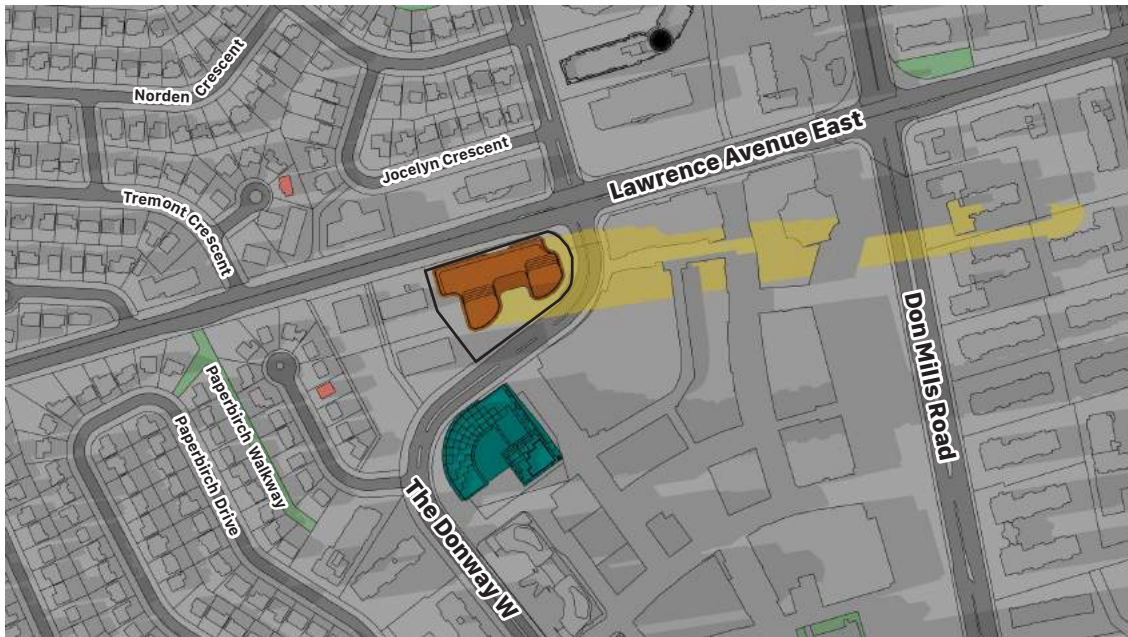 Norden Crescent
Jocelyn Crescent
Lawrence Avenue East
Tremont Crescent
Paperbirch Walkway
Paperbirch Drive
The Donway W
Don Mills Road